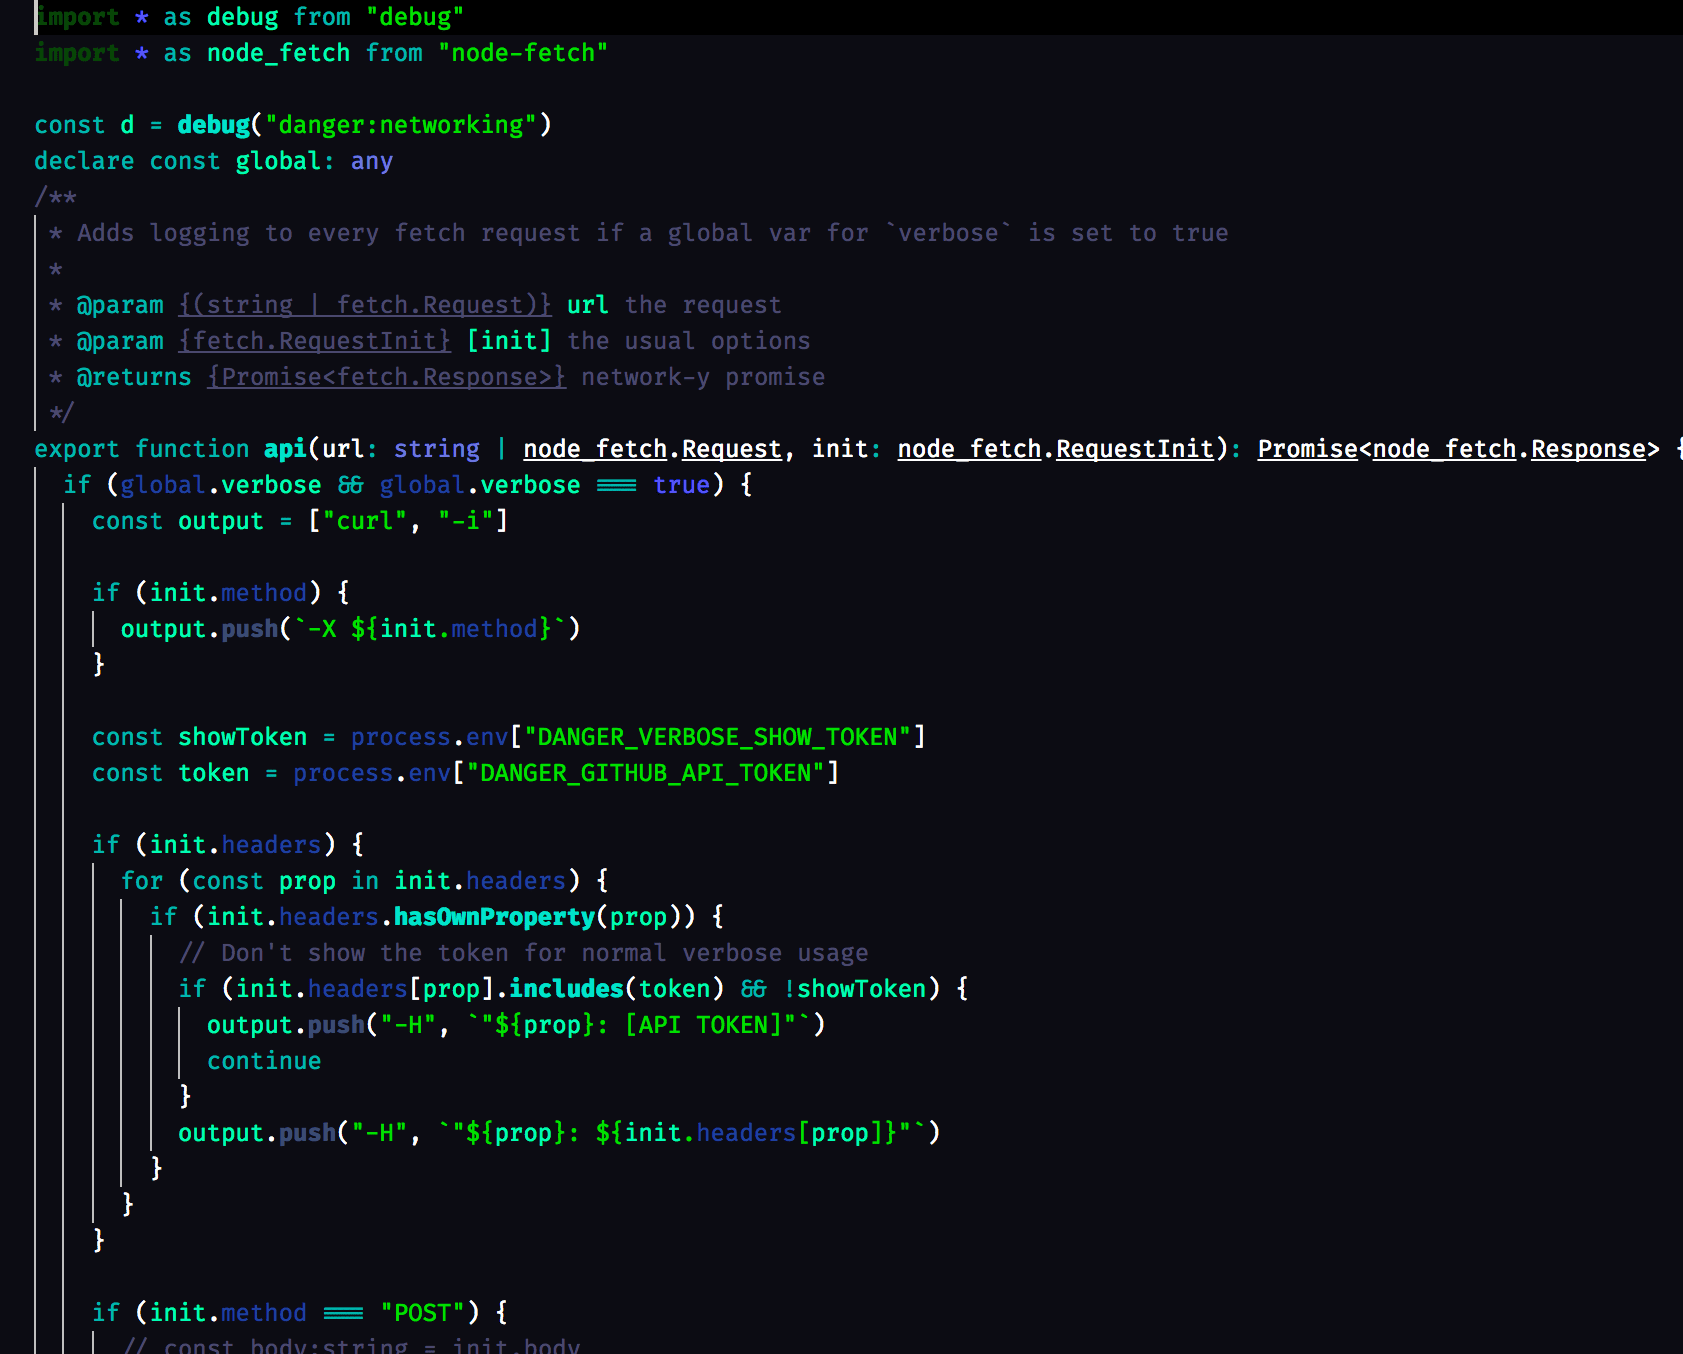 import * as debug from "debug"
import * as node_fetch from "node-fetch"

const d = debug("danger:networking")
declare const global: any
/**
 * Adds logging to every fetch request if a global var for `verbose` is set to true
 *
 * @param {(string | fetch.Request)} url the request
 * @param {fetch.RequestInit} [init] the usual options
 * @returns {Promise<fetch.Response>} network-y promise
 */
export function api(url: string | node_fetch.Request, init: node_fetch.RequestInit): Promise<node_fetch.Response> {
  if (global.verbose && global.verbose === true) {
    const output = ["curl", "-i"]

    if (init.method) {
      output.push(`-X ${init.method}`)
    }

    const showToken = process.env["DANGER_VERBOSE_SHOW_TOKEN"]
    const token = process.env["DANGER_GITHUB_API_TOKEN"]

    if (init.headers) {
      for (const prop in init.headers) {
        if (init.headers.hasOwnProperty(prop)) {
          // Don't show the token for normal verbose usage
          if (init.headers[prop].includes(token) && !showToken) {
            output.push("-H", `"${prop}: [API TOKEN]"`)
            continue
          }
          output.push("-H", `"${prop}: ${init.headers[prop]}"`)
        }
      }
    }

    if (init.method === "POST") {
      // const body:string = init.body